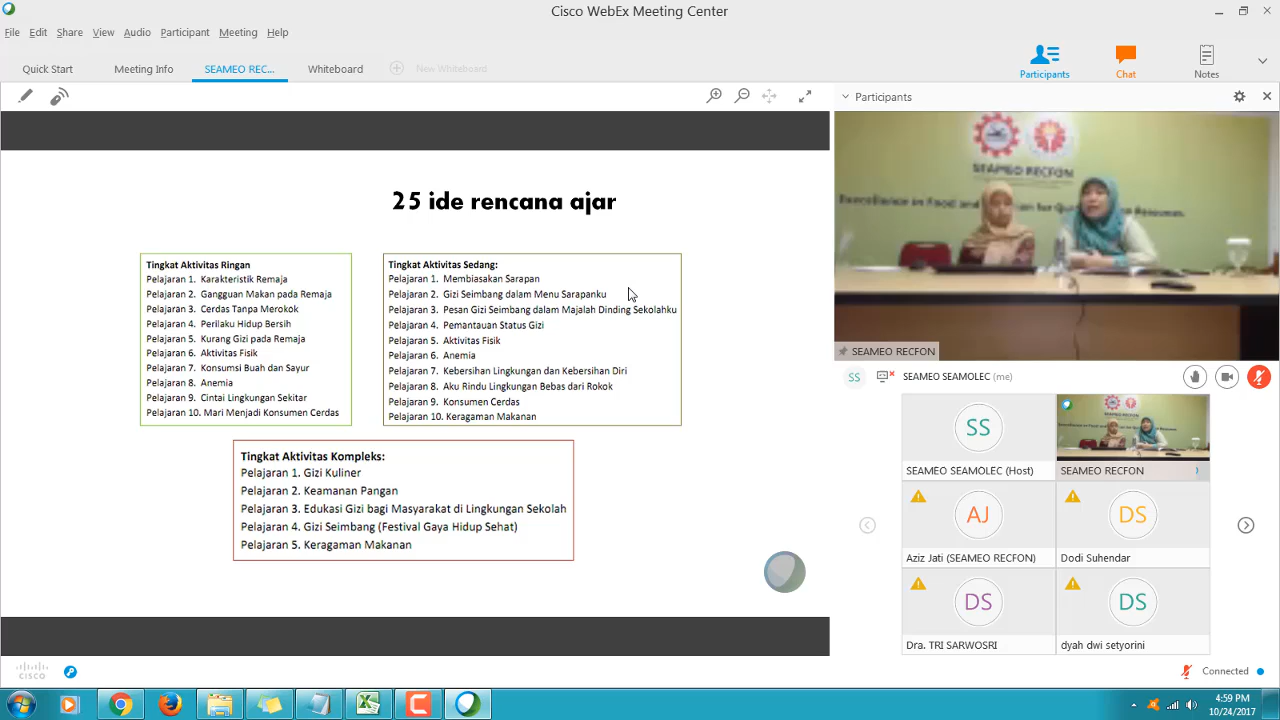 Cisco WebEx Meeting Center
File Edit Share View Audio Participant Meeting Help
Quick Start Meeting Info SEAMEO REC... Whiteboard New Whiteboard
Participants Chat Notes
Participants
25 ide rencana ajar
Tingkat Aktivitas Ringan
Pelajaran 1. Karakteristik Remaja
Pelajaran 2. Gangguan Makan pada Remaja
Pelajaran 3. Cerdas Tanpa Merokok
Pelajaran 4. Perilaku Hidup Bersih
Pelajaran 5. Kurang Gizi pada Remaja
Pelajaran 6. Aktivitas Fisik
Pelajaran 7. Konsumsi Buah dan Sayur
Pelajaran 8. Anemia
Pelajaran 9. Cintai Lingkungan Sekitar
Pelajaran 10. Mari Menjadi Konsumen Cerdas
Tingkat Aktivitas Sedang:
Pelajaran 1. Membiasakan Sarapan
Pelajaran 2. Gizi Seimbang dalam Menu Sarapanku
Pelajaran 3. Pesan Gizi Seimbang dalam Majalah Dinding Sekolahku
Pelajaran 4. Pemantauan Status Gizi
Pelajaran 5. Aktivitas Fisik
Pelajaran 6. Anemia
Pelajaran 7. Kebersihan Lingkungan dan Kebersihan Diri
Pelajaran 8. Aku Rindu Lingkungan Bebas dari Rokok
Pelajaran 9. Konsumen Cerdas
Pelajaran 10. Keragaman Makanan
Tingkat Aktivitas Kompleks:
Pelajaran 1. Gizi Kuliner
Pelajaran 2. Keamanan Pangan
Pelajaran 3. Edukasi Gizi bagi Masyarakat di Lingkungan Sekolah
Pelajaran 4. Gizi Seimbang (Festival Gaya Hidup Sehat)
Pelajaran 5. Keragaman Makanan
SEAMEO RECFON
SEAMEO RECFON
SS SEAMEO SEAMOLEC (me)
SS
SEAMEO SEAMOLEC (Host)
SEAMEO RECFON
AJ
Aziz Jati (SEAMEO RECFON)
DS
Dodi Suhendar
DS
Dra. TRI SARWOSRI
DS
dyah dwi setyorini
cisco
Connected
4:59 PM
10/24/2017